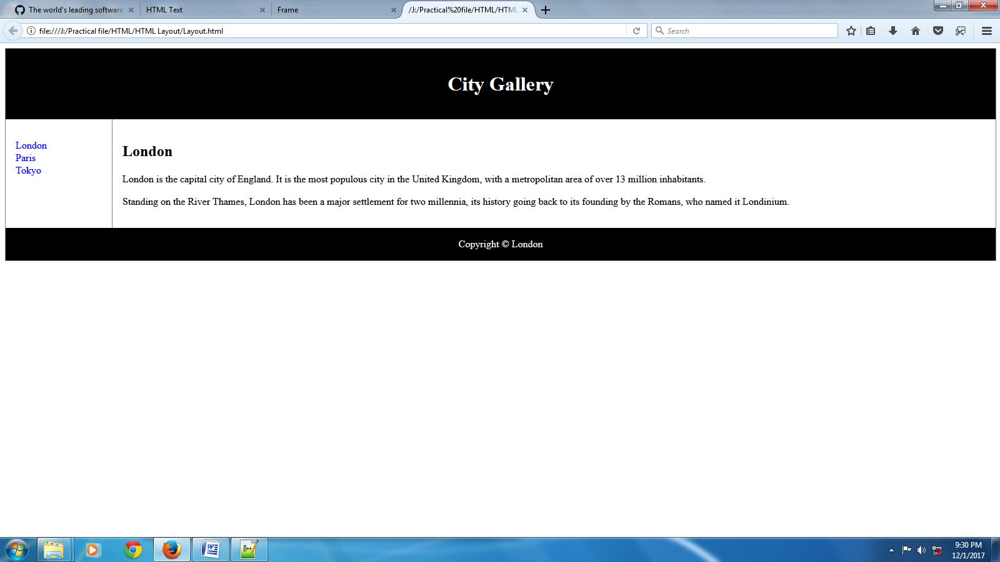 The world's leading software
HTML Text
Frame
/J:/Practical%20file/HTML/HTML
file:///J:/Practical file/HTML/HTML Layout/Layout.html
Search
City Gallery
London
Paris
Tokyo
London
London is the capital city of England. It is the most populous city in the United Kingdom, with a metropolitan area of over 13 million inhabitants.
Standing on the River Thames, London has been a major settlement for two millennia, its history going back to its founding by the Romans, who named it Londinium.
Copyright © London
9:30 PM
12/1/2017